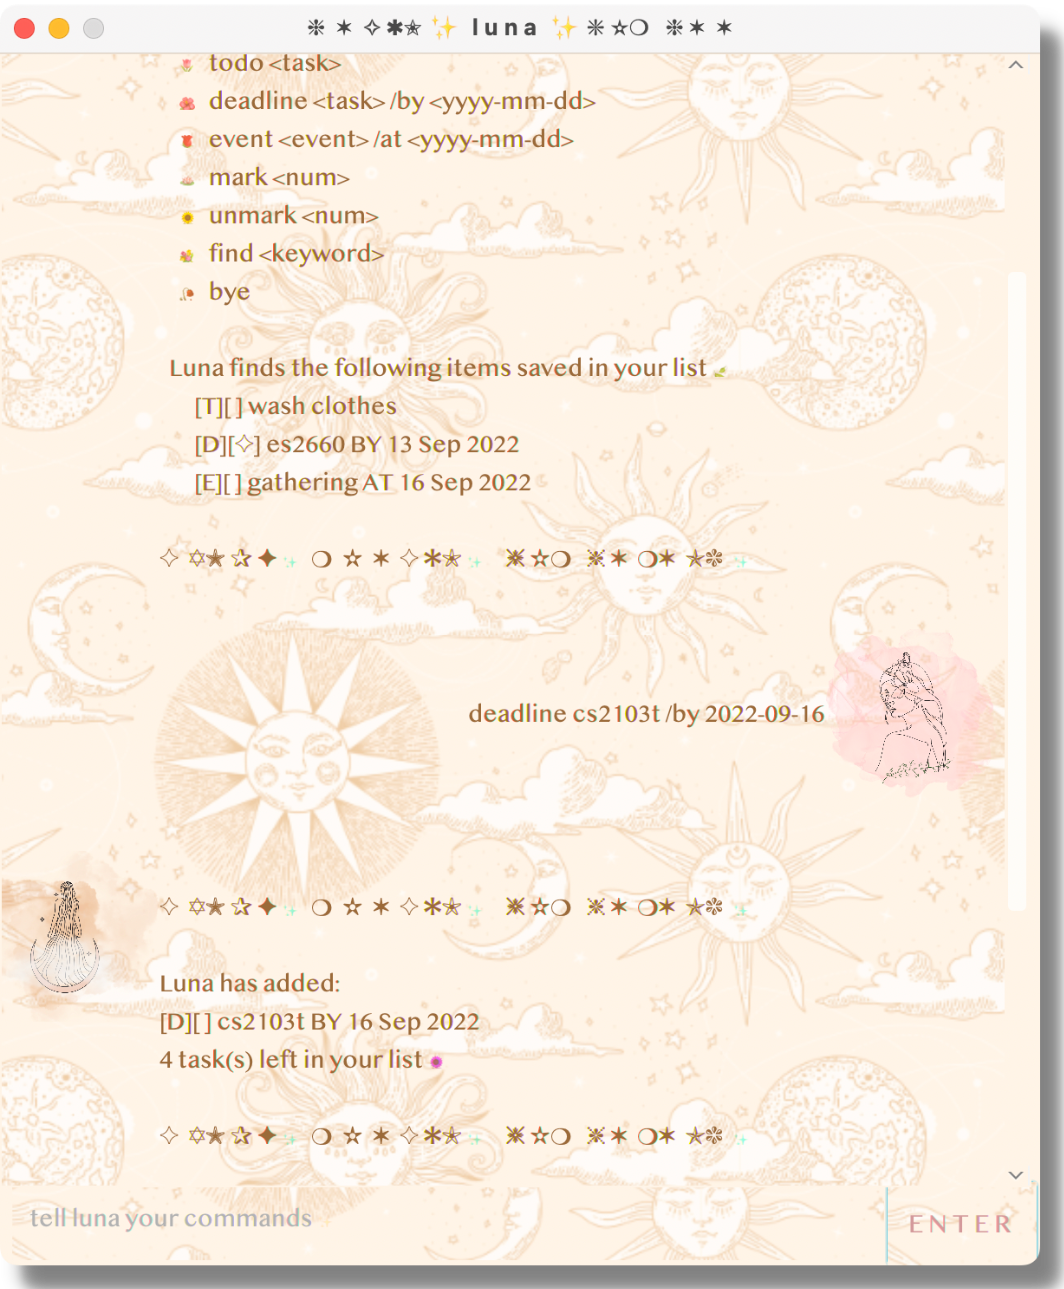 ❉ ✶ ✧✱✭ ✨ luna ✨ ❊☆❍ ❉✶ ✶
todo <task>
deadline <task> /by <yyyy-mm-dd>
event <event> /at <yyyy-mm-dd>
mark <num>
unmark <num>
find <keyword>
bye
Luna finds the following items saved in your list
[T][ ] wash clothes
[D][✧] es2660 BY 13 Sep 2022
[E][ ] gathering AT 16 Sep 2022
deadline cs2103t /by 2022-09-16
Luna has added:
[D][ ] cs2103t BY 16 Sep 2022
4 task(s) left in your list
tell luna your commands
ENTER